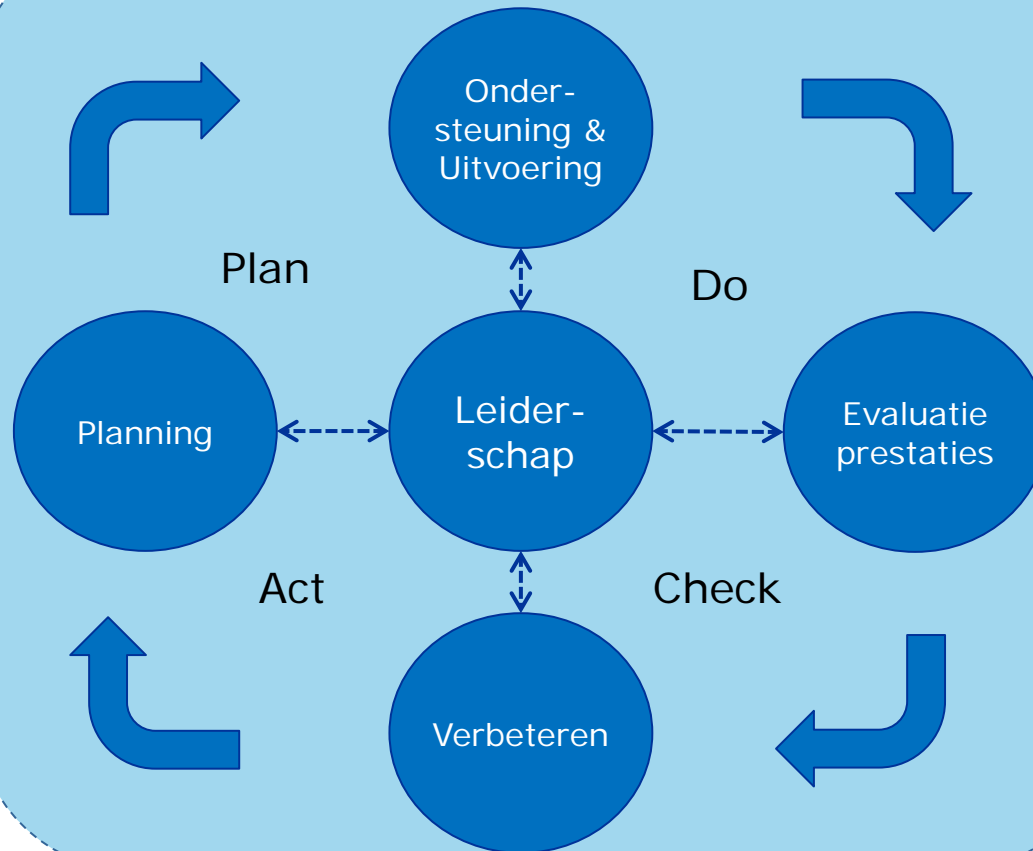 Onder-
steuning &
Uitvoering
Plan
Do
Planning
Leider-
schap
Evaluatie
prestaties
Act
Check
Verbeteren